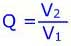 Q = V₂
V₁